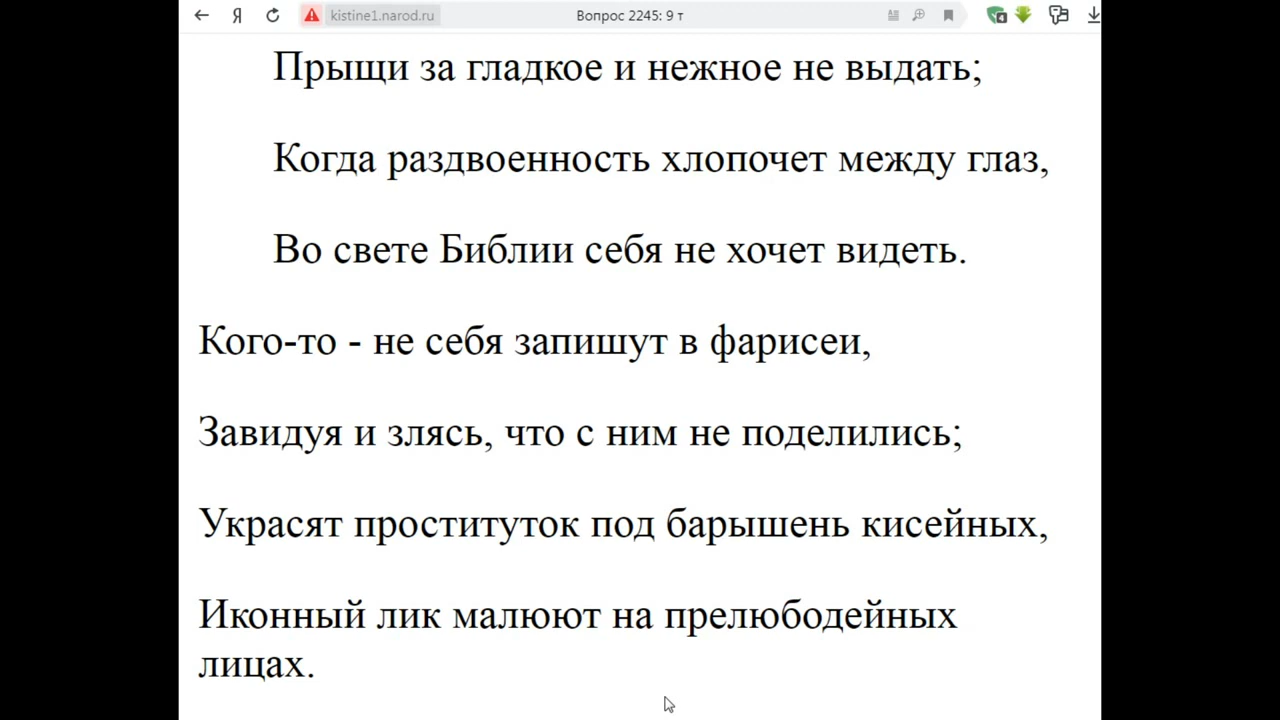 Я kistine1.narod.ru Вопрос 2245: 9 т 4
Прыщи за гладкое и нежное не выдать;
Когда раздвоенность хлопочет между глаз,
Во свете Библии себя не хочет видеть.
Кого-то - не себя запишут в фарисеи,
Завидуя и злясь, что с ним не поделились;
Украсят проституток под барышень кисейных,
Иконный лик малюют на прелюбодейных
лицах.